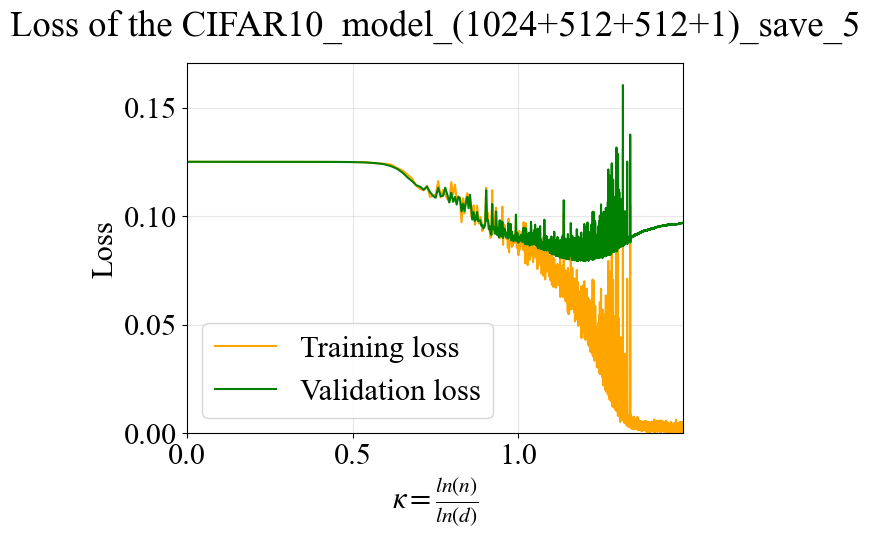 Loss of the CIFAR10_model_(1024+512+512+1)_save_5
0.15
0.10
0.05
0.00
Loss
Training loss
Validation loss
0.0 0.5 1.0
κ = ln(n) / ln(d)